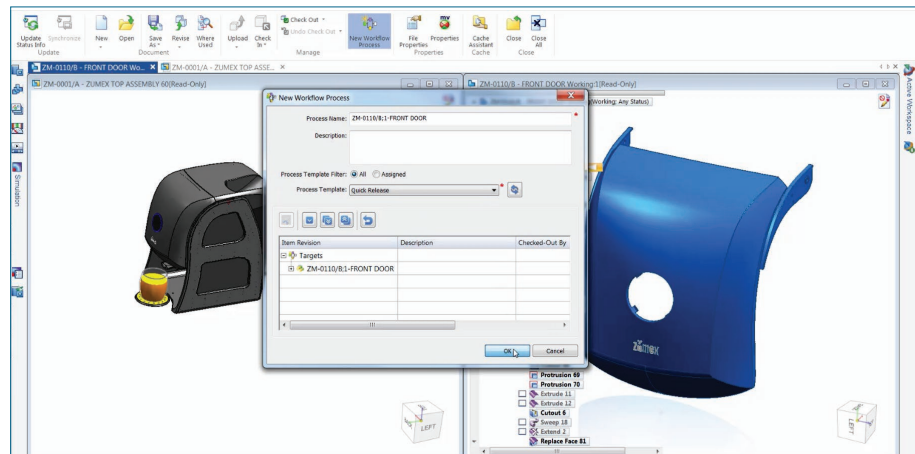 Update Status Info
Synchronize
New
Open
Save As
Revise
Where Used
Upload
Check In
Check Out
Undo Check Out
New Workflow Process
File Properties
Properties
Cache Assistant
Close
Close All
Update
Document
Manage
Properties
Cache
Close
ZM-0110/B - FRONT DOOR Wo...
ZM-0001/A - ZUMEX TOP ASSE...
ZM-0001/A - ZUMEX TOP ASSEMBLY 60(Read-Only)
ZM-0110/B - FRONT DOOR Working:1(Read-Only)
(Working: Any Status)
Active Workspace
Simulation
New Workflow Process
Process Name: ZM-0110/B;1-FRONT DOOR
Description:
Process Template Filter: All Assigned
Process Template: Quick Release
Item Revision Description Checked-Out By
Targets
ZM-0110/B;1-FRONT DOOR
OK Cancel
zumex
Protrusion 69
Protrusion 70
Extrude 11
Extrude 12
Cutout 6
Sweep 18
Extend 2
Replace Face 81
LEFT
LEFT